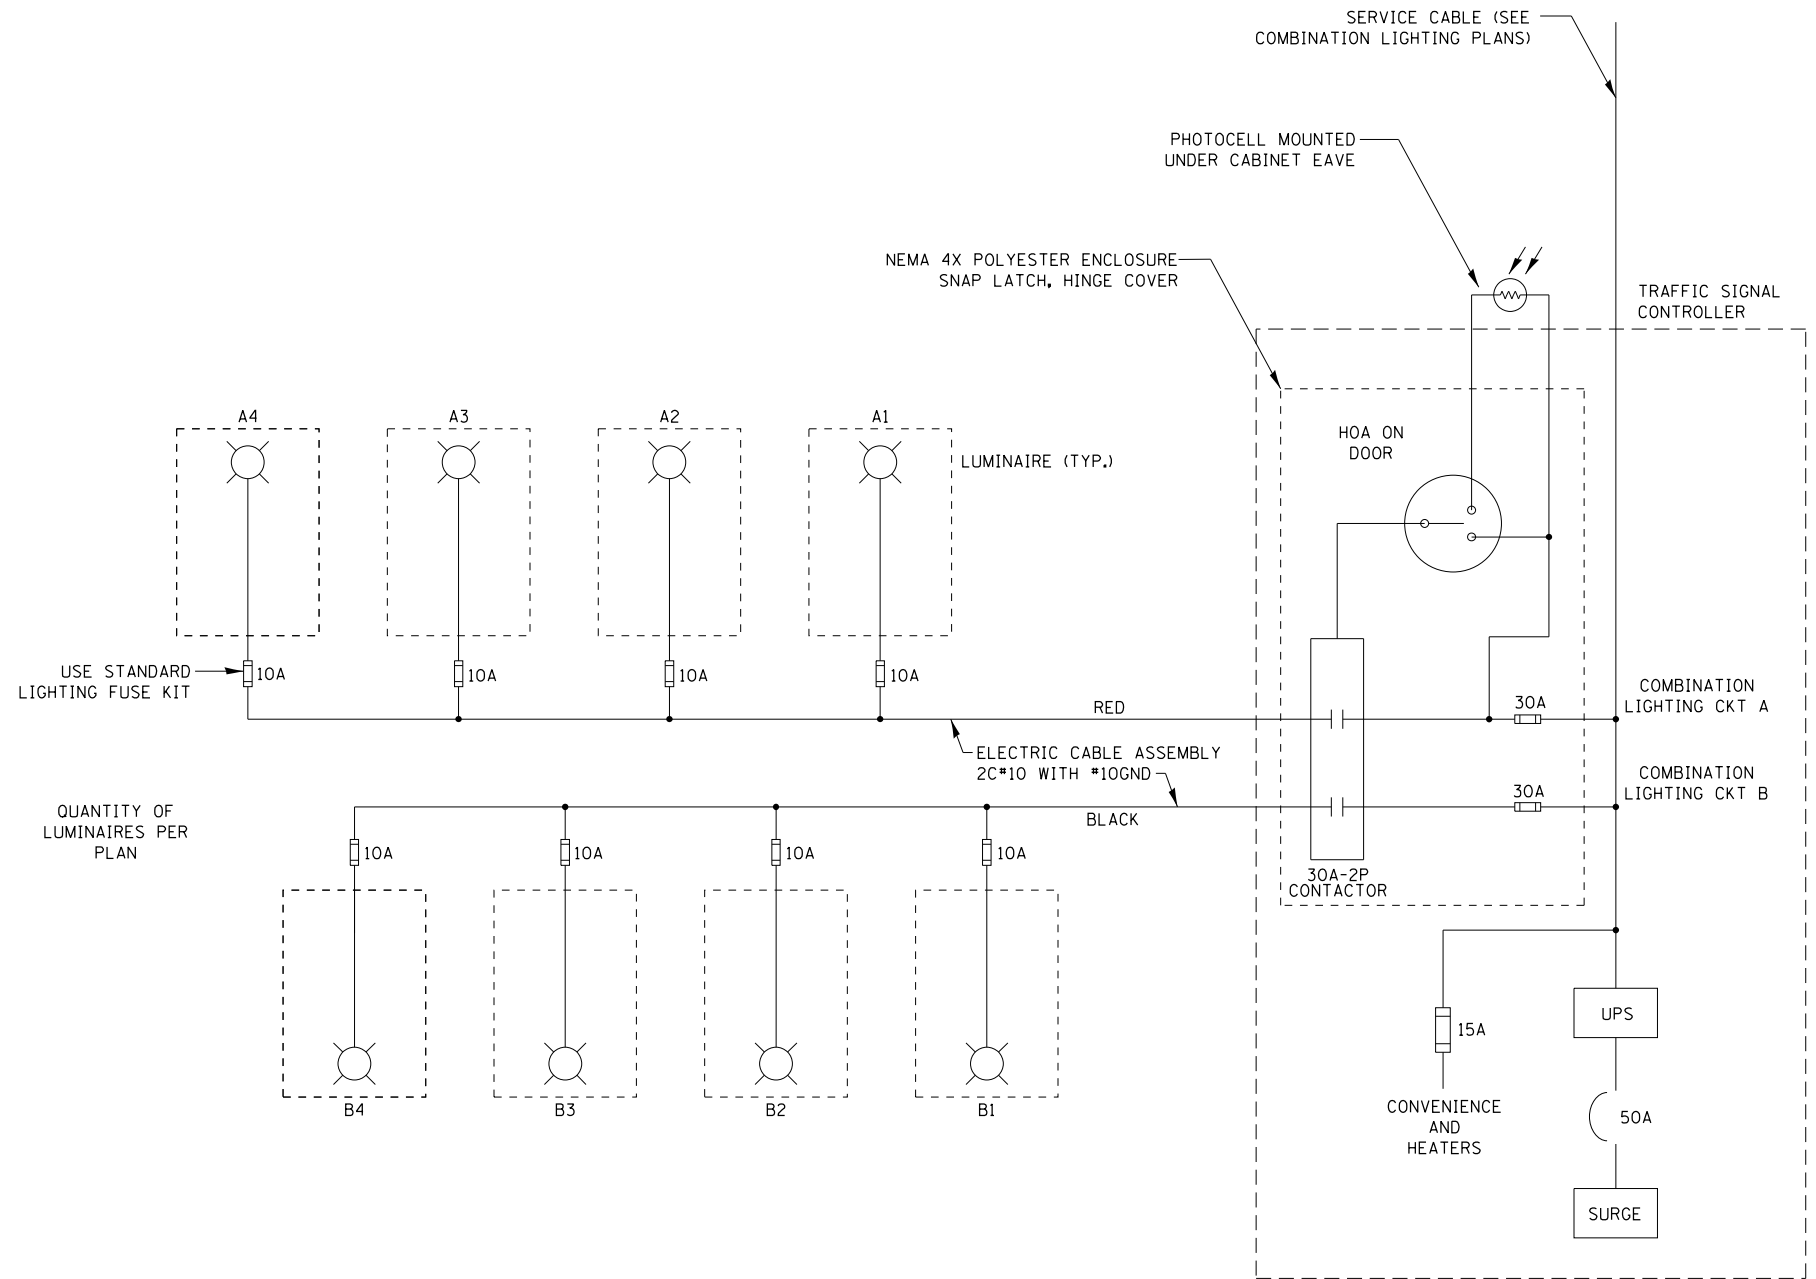 SERVICE CABLE (SEE
COMBINATION LIGHTING PLANS)
PHOTOCELL MOUNTED
UNDER CABINET EAVE
NEMA 4X POLYESTER ENCLOSURE
SNAP LATCH, HINGE COVER
TRAFFIC SIGNAL
CONTROLLER
A4
A3
A2
A1
HOA ON
DOOR
LUMINAIRE (TYP.)
USE STANDARD
LIGHTING FUSE KIT
10A
10A
10A
10A
RED
30A
COMBINATION
LIGHTING CKT A
ELECTRIC CABLE ASSEMBLY
2C#10 WITH #10GND
COMBINATION
LIGHTING CKT B
30A
QUANTITY OF
LUMINAIRES PER
PLAN
BLACK
10A
10A
10A
10A
30A-2P
CONTACTOR
UPS
15A
B4
B3
B2
B1
CONVENIENCE
AND
HEATERS
50A
SURGE